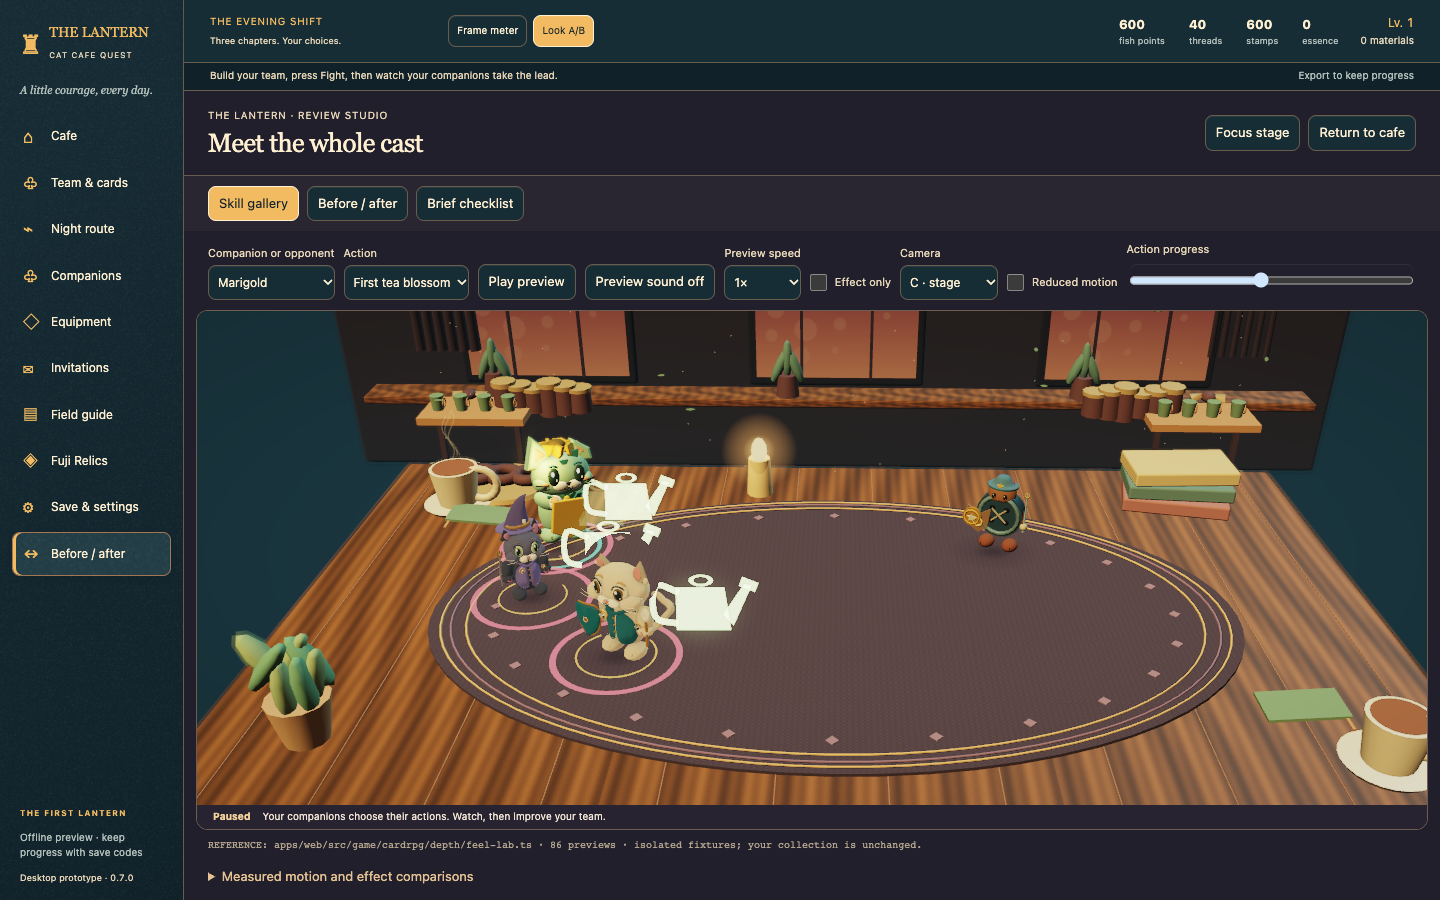 THE LANTERN
CAT CAFE QUEST
A little courage, every day.
Cafe
Team & cards
Night route
Companions
Equipment
Invitations
Field guide
Fuji Relics
Save & settings
Before / after
THE FIRST LANTERN
Offline preview · keep
progress with save codes
Desktop prototype · 0.7.0
THE EVENING SHIFT
Three chapters. Your choices.
Frame meter
Look A/B
600
fish points
40
threads
600
stamps
0
essence
Lv. 1
0 materials
Build your team, press Fight, then watch your companions take the lead.
Export to keep progress
THE LANTERN · REVIEW STUDIO
Meet the whole cast
Focus stage
Return to cafe
Skill gallery
Before / after
Brief checklist
Companion or opponent
Marigold
Action
First tea blossom
Play preview
Preview sound off
Preview speed
1×
Effect only
Camera
C · stage
Reduced motion
Action progress
Paused Your companions choose their actions. Watch, then improve your team.
REFERENCE: apps/web/src/game/cardrpg/depth/feel-lab.ts · 86 previews · isolated fixtures; your collection is unchanged.
Measured motion and effect comparisons